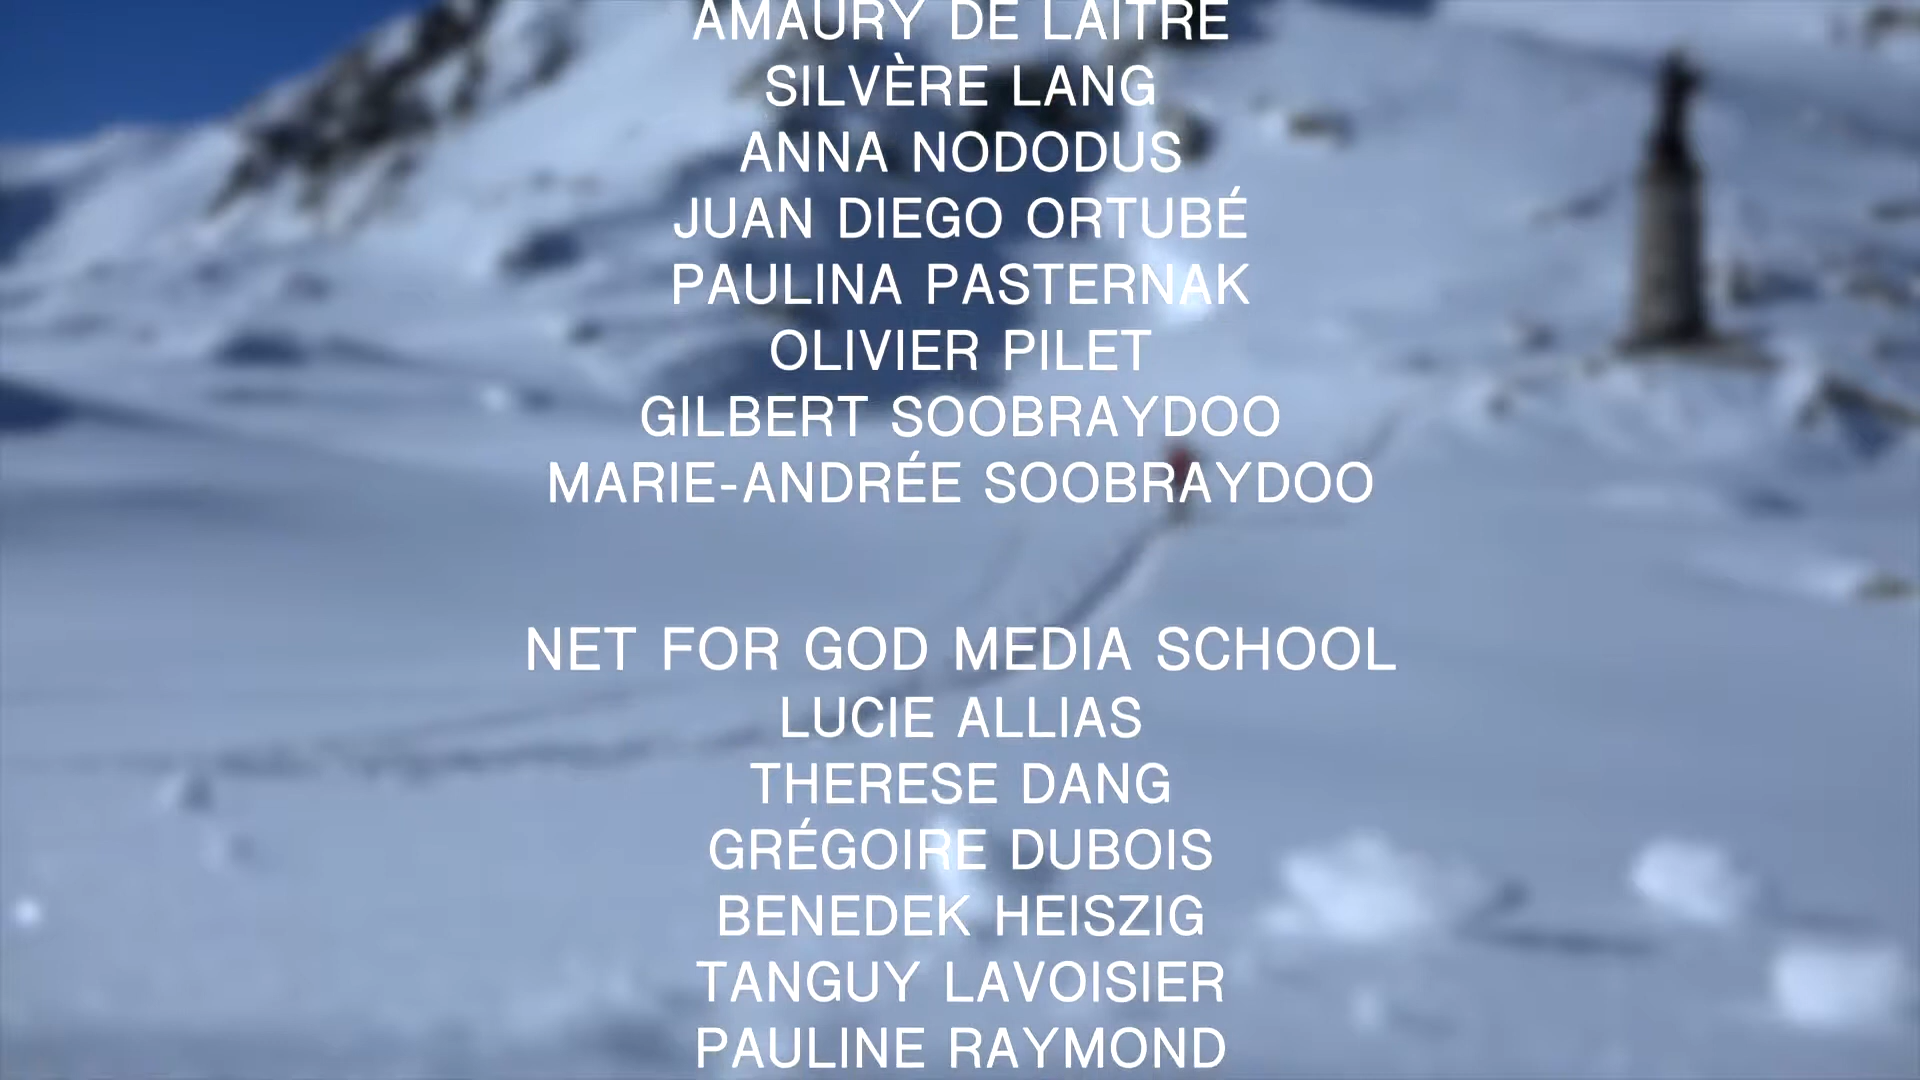 AMAURY DE LAITRE
SILVÈRE LANG
ANNA NODODUS
JUAN DIEGO ORTUBÉ
PAULINA PASTERNAK
OLIVIER PILET
GILBERT SOOBRAYDOO
MARIE-ANDRÉE SOOBRAYDOO
NET FOR GOD MEDIA SCHOOL
LUCIE ALLIAS
THERESE DANG
GRÉGOIRE DUBOIS
BENEDEK HEISZIG
TANGUY LAVOISIER
PAULINE RAYMOND